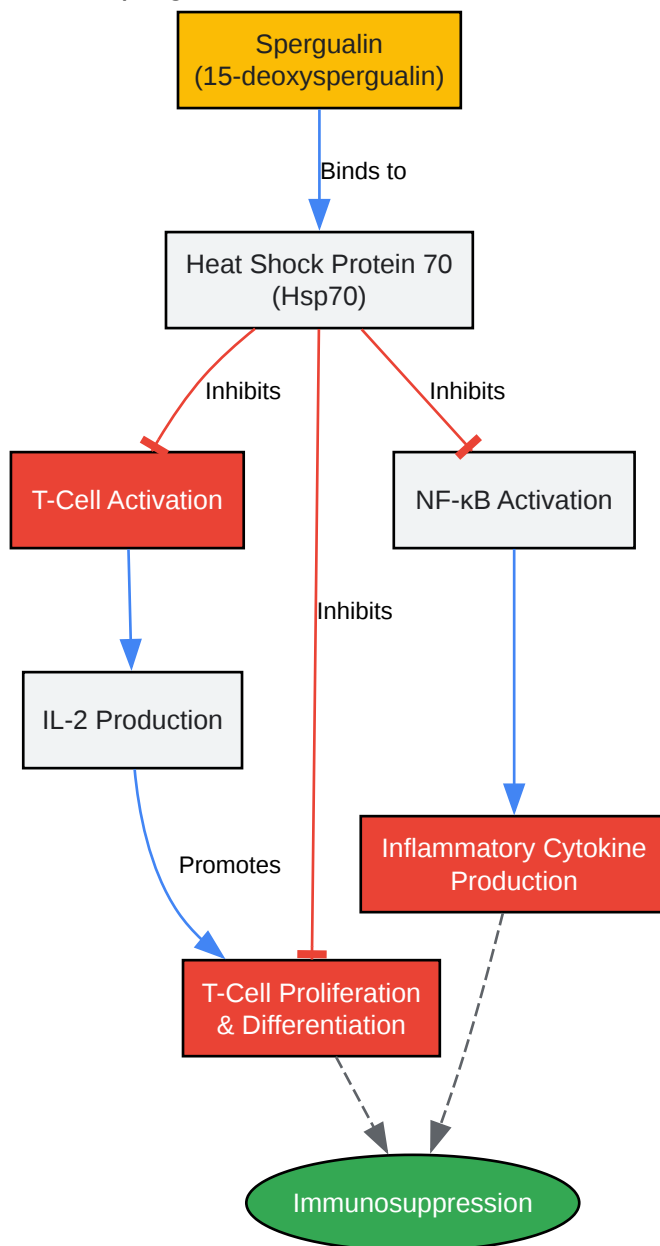 Spergualin
(15-deoxyspergualin)
Binds to
Heat Shock Protein 70
(Hsp70)
Inhibits
Inhibits
T-Cell Activation
NF-κB Activation
Inhibits
IL-2 Production
Promotes
Inflammatory Cytokine
Production
T-Cell Proliferation
& Differentiation
Immunosuppression